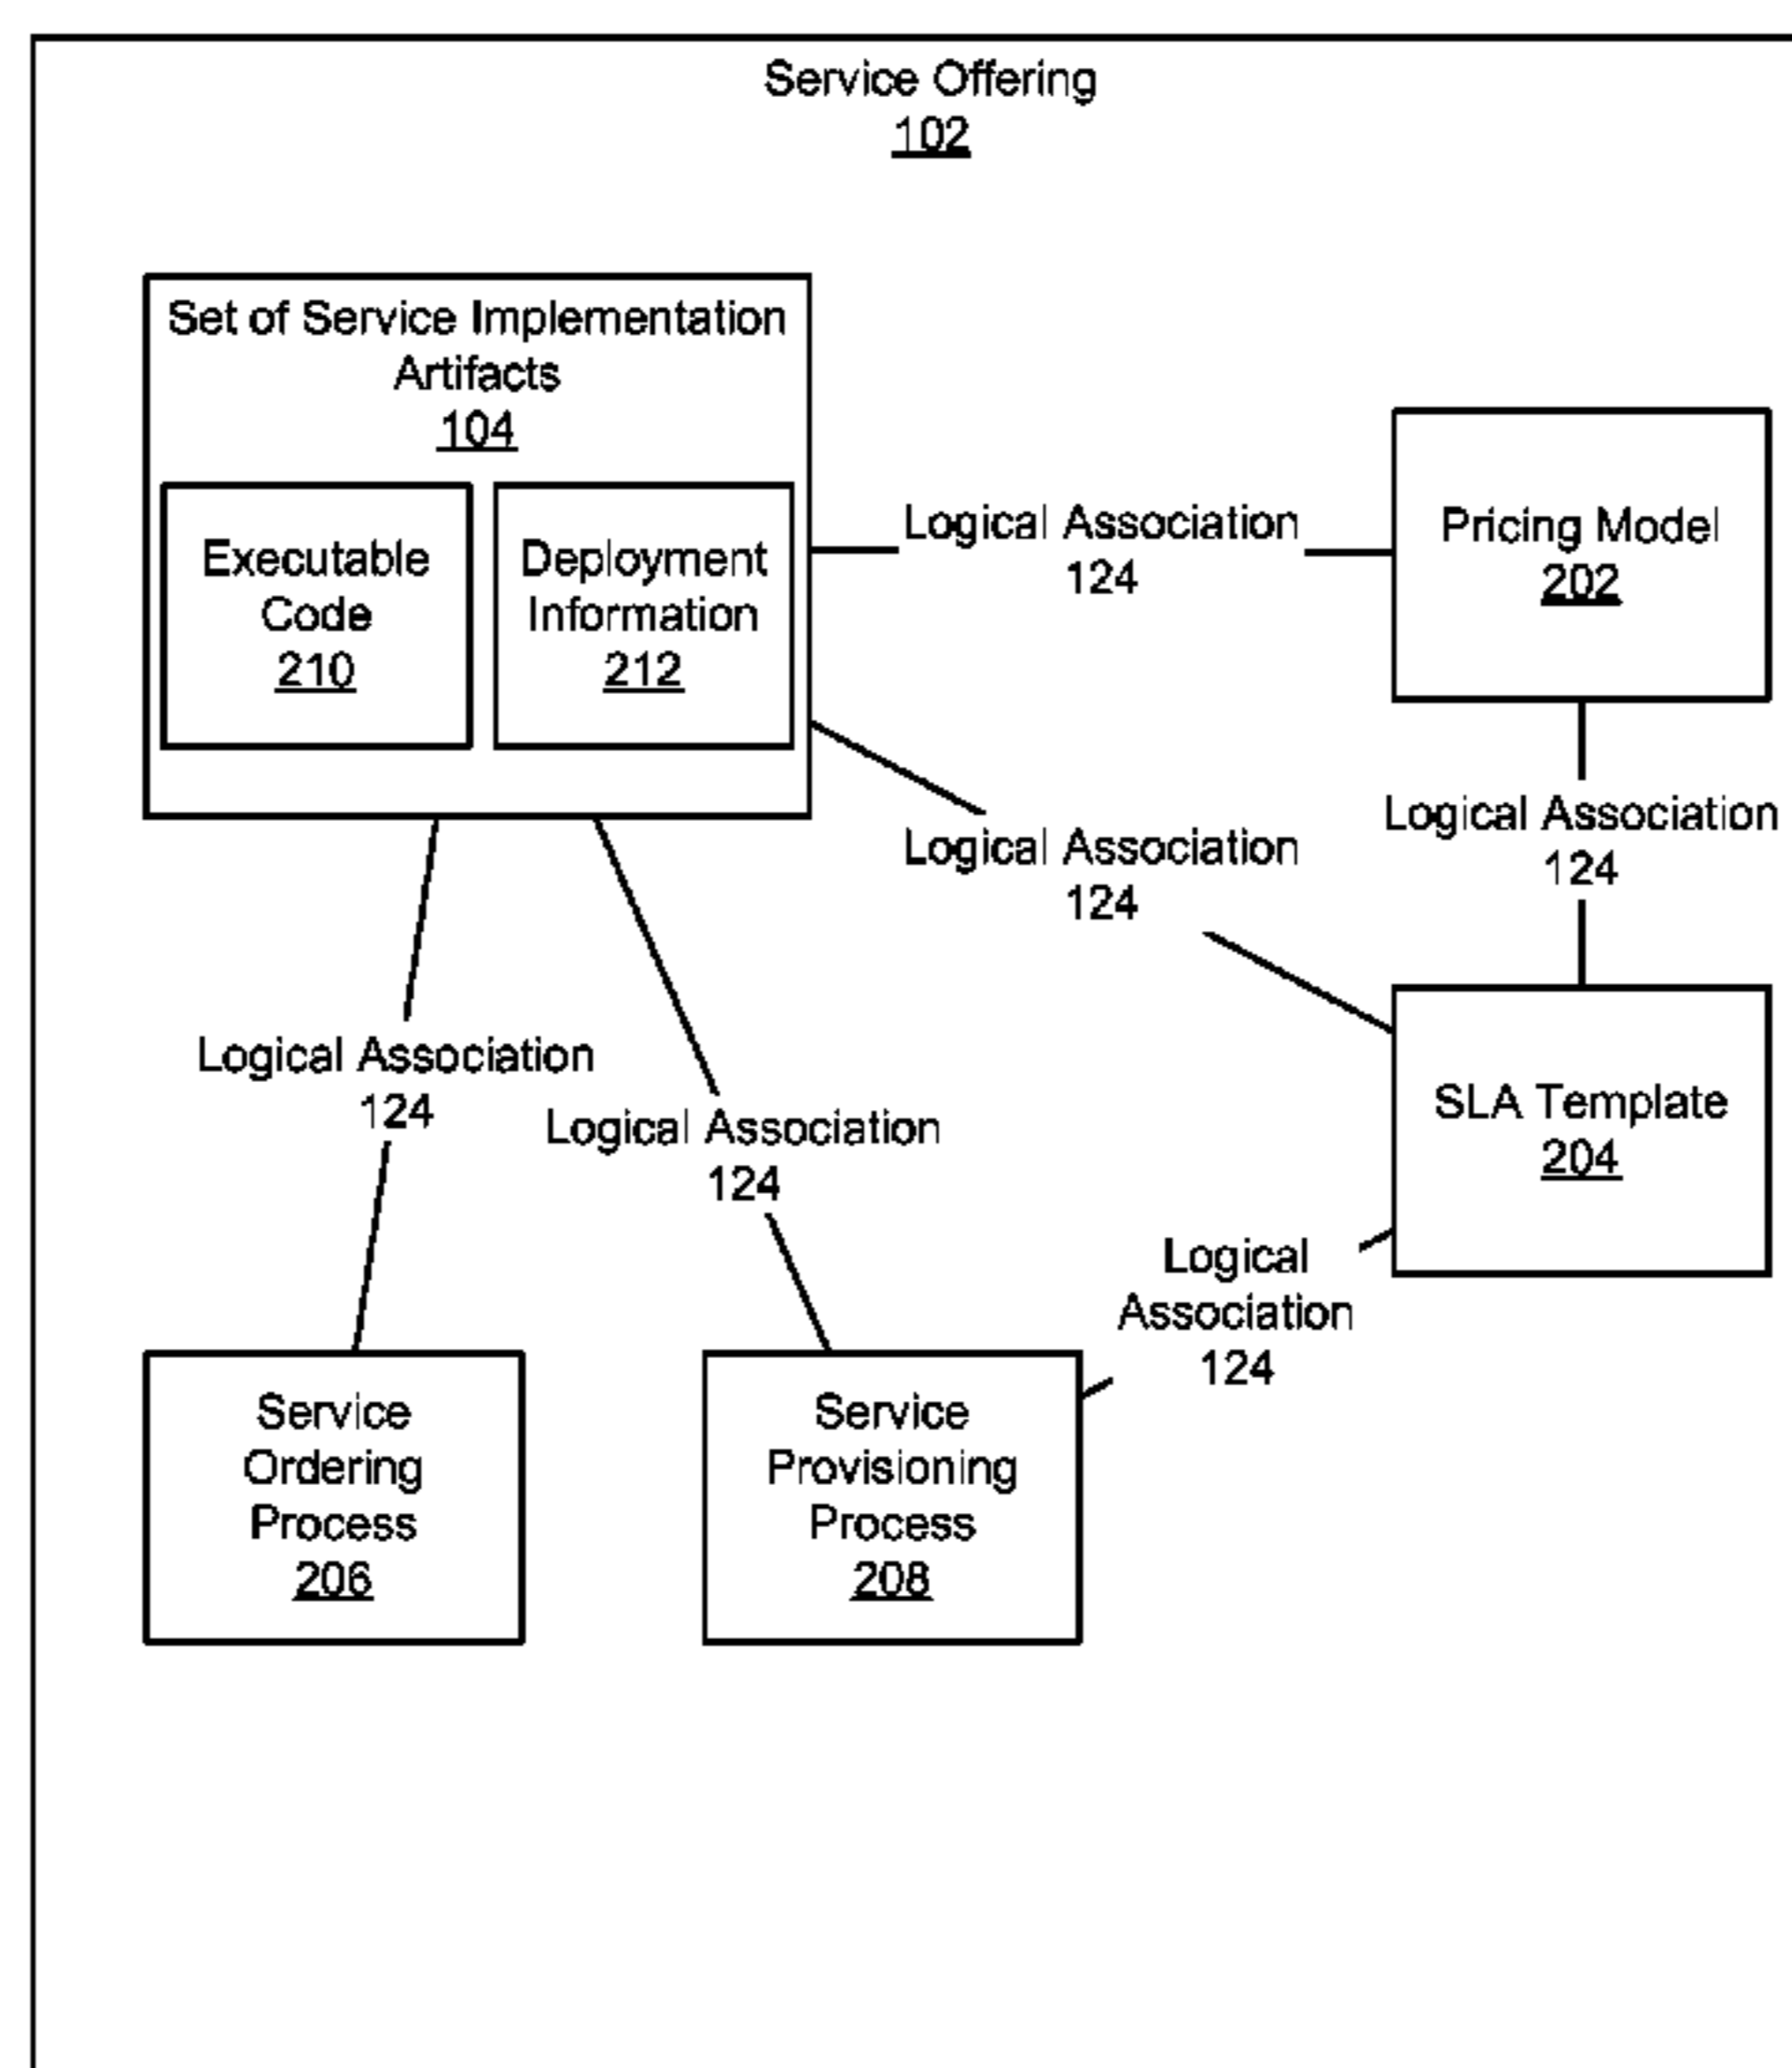 Service Offering
102
Set of Service Implementation
Artifacts
104
Executable
Code
210
Deployment
Information
212
Logical Association
124
Pricing Model
202
Logical Association
124
Logical Association
124
SLA Template
204
Logical Association
124
Logical Association
124
Logical
Association
124
Service
Ordering
Process
206
Service
Provisioning
Process
208